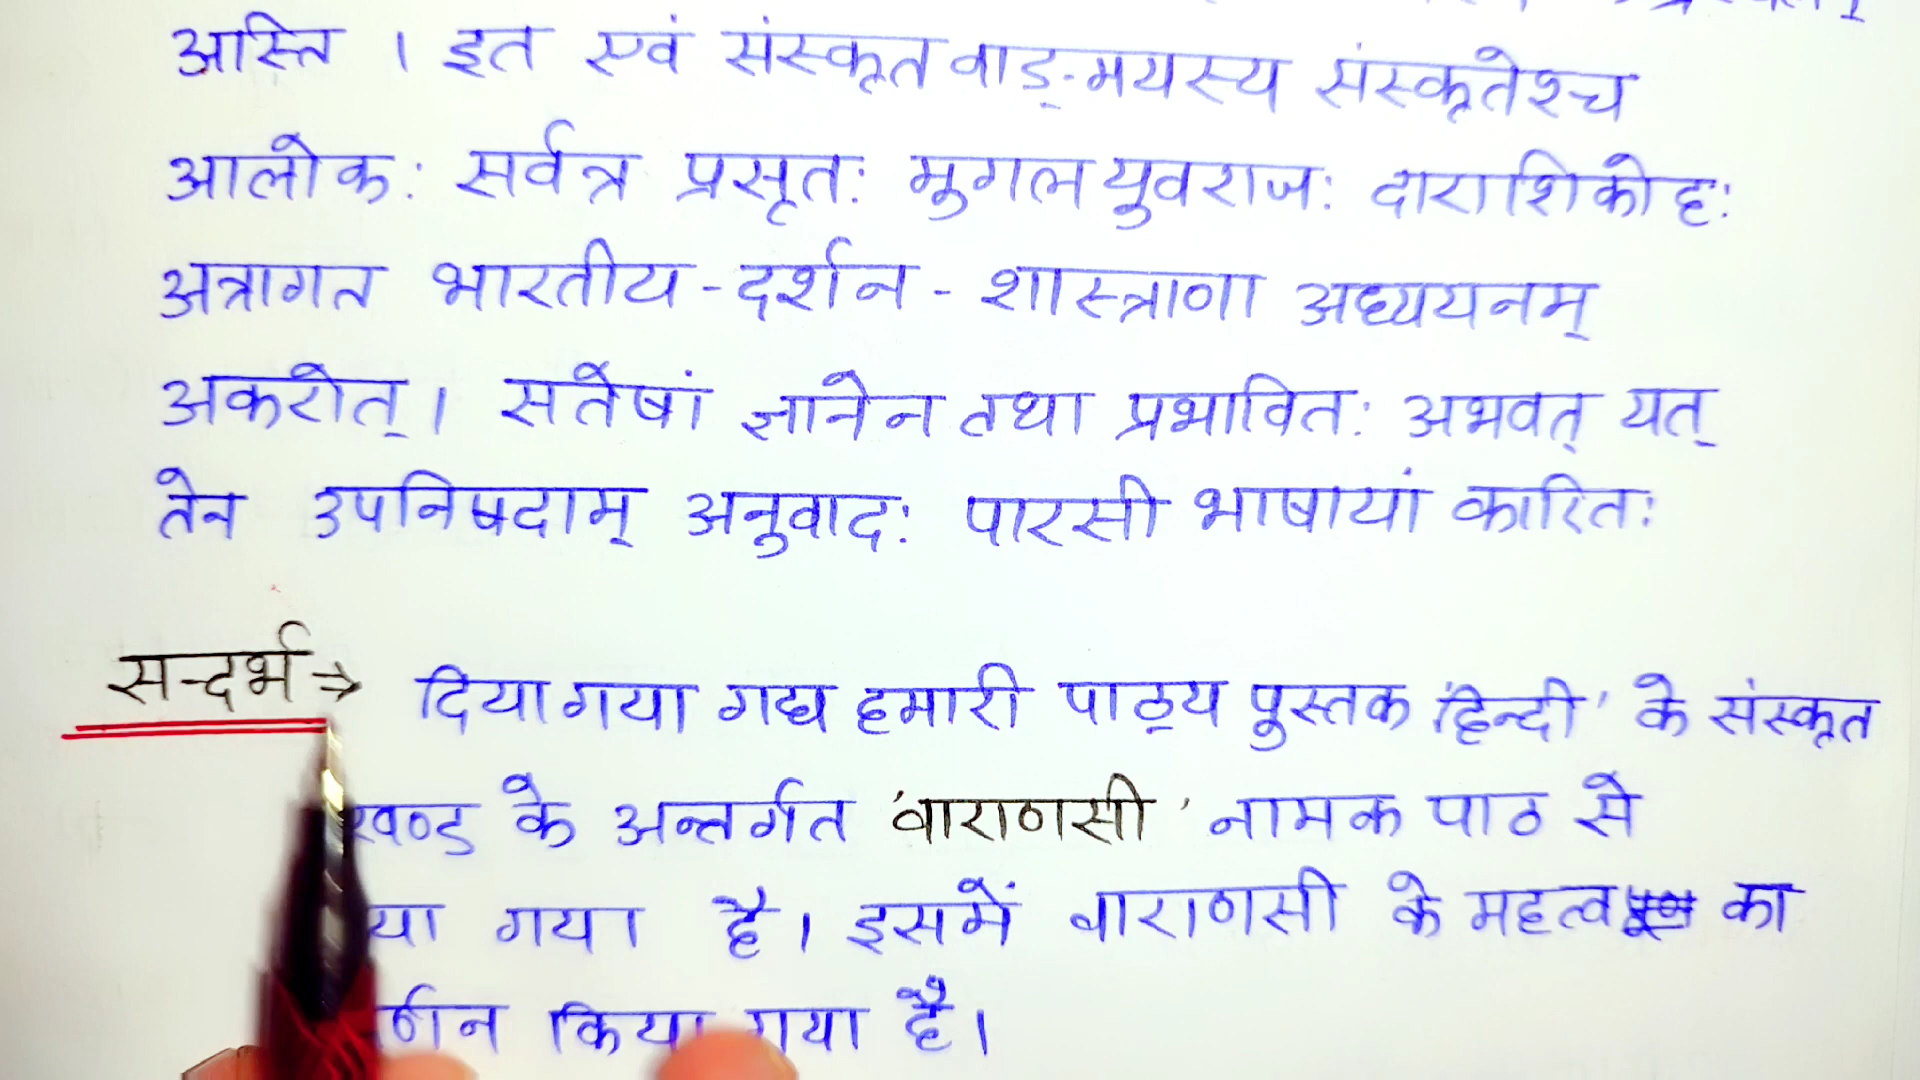 अस्ति । इत एवं संस्कृत वाङ्-मयस्य संस्कृतेश्च
आलोकः सर्वत्र प्रसृतः मुगल युवराजः दाराशिकोहः
अत्रागत भारतीय - दर्शन - शास्त्राणा अध्ययनम्
अकरोत् । सतेषां ज्ञानेन तथा प्रभावितः अभवत् यत्
तेन उपनिषदाम् अनुवादः पारसी भाषायां कारितः
सन्दर्भ ⇒ दिया गया गद्य हमारी पाठ्य पुस्तक 'हिन्दी' के संस्कृत
खण्ड के अन्तर्गत 'वाराणसी' नामक पाठ से
गया है। इसमें वाराणसी के महत्व का
किया गया है।